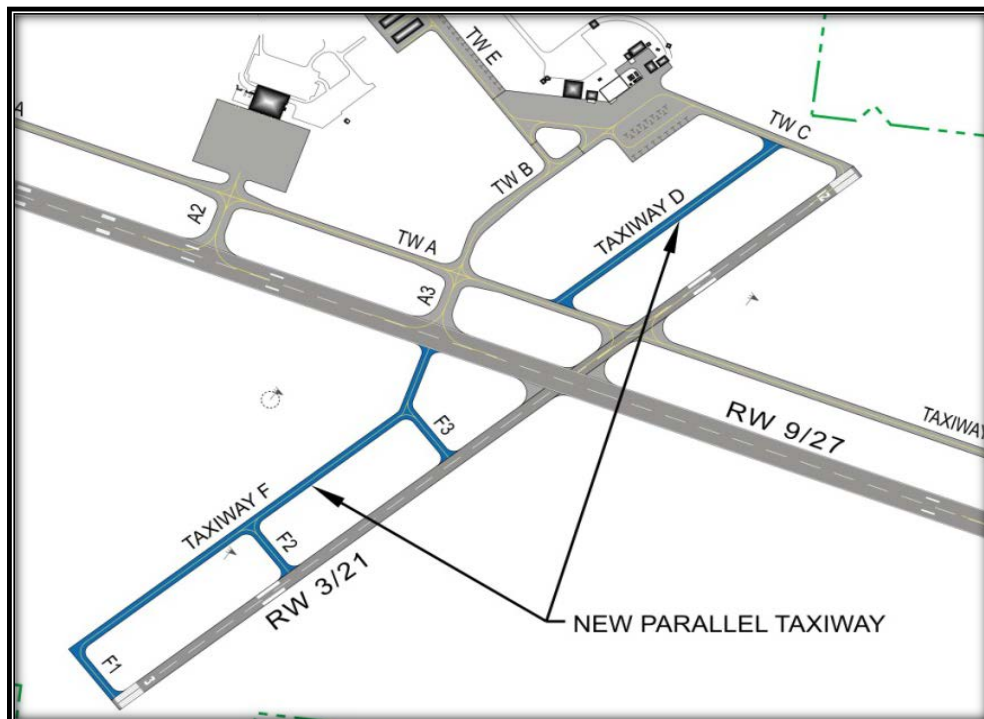 TW E
A
TW C
TW B
A2
TAXIWAY D
TW A
A3
RW 9/27
TAXIWAY
F3
TAXIWAY F
F2
RW 3/21
NEW PARALLEL TAXIWAY
F1
3